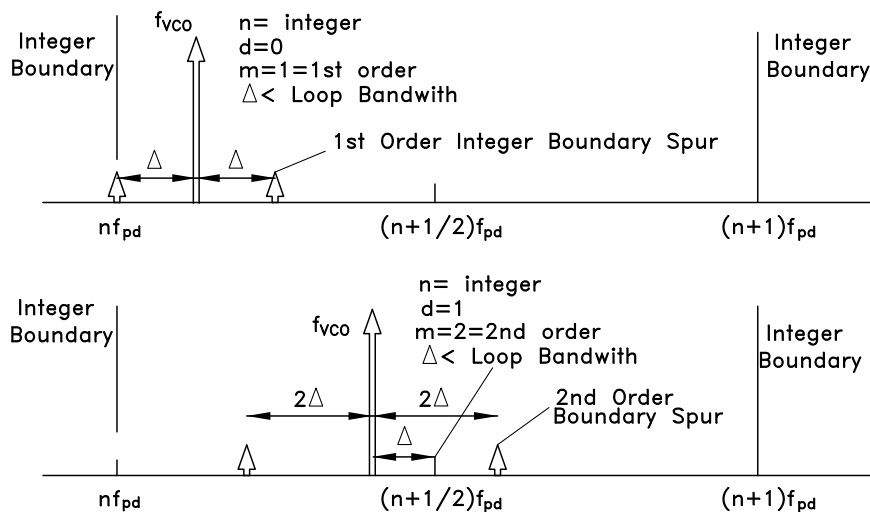 Integer
Boundary
fVCO
n= integer
d=0
m=1=1st order
Δ< Loop Bandwith
Integer
Boundary
Δ
Δ
1st Order Integer Boundary Spur
nfpd
(n+1/2)fpd
(n+1)fpd
Integer
Boundary
fVCO
n= integer
d=1
m=2=2nd order
Δ< Loop Bandwith
Integer
Boundary
2Δ
2Δ
2nd Order
Boundary Spur
Δ
nfpd
(n+1/2)fpd
(n+1)fpd